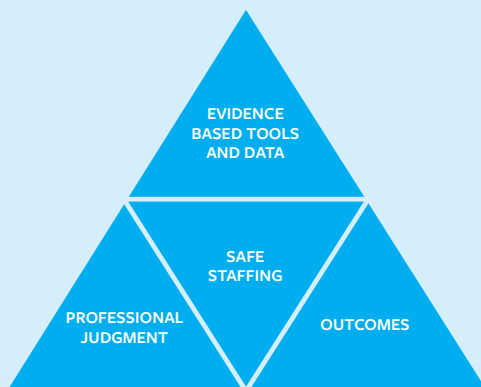 EVIDENCE
BASED TOOLS
AND DATA
SAFE
STAFFING
PROFESSIONAL
JUDGMENT
OUTCOMES